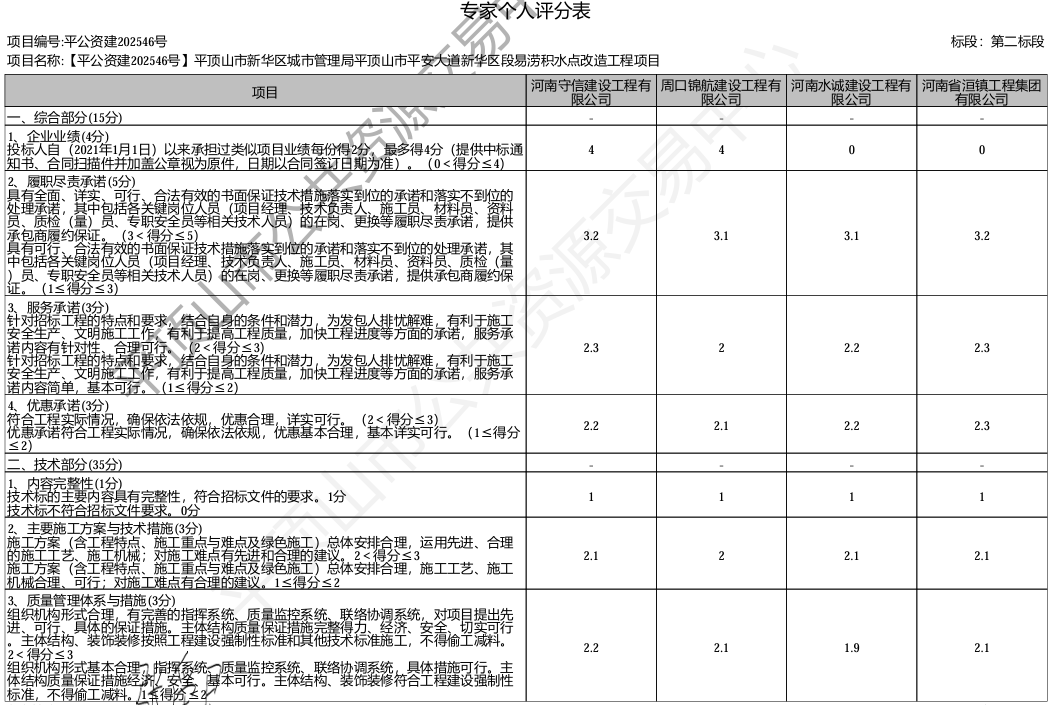 专家个人评分表
项目编号:平公资建202546号
标段：第二标段
项目名称:【平公资建202546号】平顶山市新华区城市管理局平顶山市平安大道新华区段易涝积水点改造工程项目
项目
河南守信建设工程有
限公司
周口锦航建设工程有
限公司
河南水诚建设工程有
限公司
河南省洹镇工程集团
有限公司
一、综合部分(15分)
-
-
-
-
1、企业业绩(4分)
投标人自（2021年1月1日）以来承担过类似项目业绩每份得2分，最多得4分（提供中标通
知书、合同扫描件并加盖公章视为原件，日期以合同签订日期为准）。（0＜得分≤4）
4
4
0
0
2、履职尽责承诺(5分)
具有全面、详实、可行、合法有效的书面保证技术措施落实到位的承诺和落实不到位的
处理承诺，其中包括各关键岗位人员（项目经理、技术负责人、施工员、材料员、资料
员、质检（量）员、专职安全员等相关技术人员）的在岗、更换等履职尽责承诺，提供
承包商履约保证。（3＜得分≤5）
具有可行、合法有效的书面保证技术措施落实到位的承诺和落实不到位的处理承诺，其
中包括各关键岗位人员（项目经理、技术负责人、施工员、材料员、资料员、质检（量
）员、专职安全员等相关技术人员）的在岗、更换等履职尽责承诺，提供承包商履约保
证。（1≤得分≤3）
3.2
3.1
3.1
3.2
3、服务承诺(3分)
针对招标工程的特点和要求，结合自身的条件和潜力，为发包人排忧解难，有利于施工
安全生产、文明施工工作，有利于提高工程质量，加快工程进度等方面的承诺，服务承
诺内容有针对性、合理可行。（2＜得分≤3）
针对招标工程的特点和要求，结合自身的条件和潜力，为发包人排忧解难，有利于施工
安全生产、文明施工工作，有利于提高工程质量，加快工程进度等方面的承诺，服务承
诺内容简单，基本可行。（1≤得分≤2）
2.3
2
2.2
2.3
4、优惠承诺(3分)
符合工程实际情况，确保依法依规，优惠合理，详实可行。（2＜得分≤3）
优惠承诺符合工程实际情况，确保依法依规，优惠基本合理，基本详实可行。（1≤得分
≤2）
2.2
2.1
2.2
2.3
二、技术部分(35分)
-
-
-
-
1、内容完整性(1分)
技术标的主要内容具有完整性，符合招标文件的要求。1分
技术标不符合招标文件要求。0分
1
1
1
1
2、主要施工方案与技术措施(3分)
施工方案（含工程特点、施工重点与难点及绿色施工）总体安排合理，运用先进、合理
的施工工艺、施工机械；对施工难点有先进和合理的建议。2＜得分≤3
施工方案（含工程特点、施工重点与难点及绿色施工）总体安排合理，施工工艺、施工
机械合理、可行；对施工难点有合理的建议。1≤得分≤2
2.1
2
2.1
2.1
3、质量管理体系与措施(3分)
组织机构形式合理，有完善的指挥系统、质量监控系统、联络协调系统，对项目提出先
进、可行、具体的保证措施。主体结构质量保证措施完整得力、经济、安全、切实可行
。主体结构、装饰装修按照工程建设强制性标准和其他技术标准施工，不得偷工减料。
2＜得分≤3
组织机构形式基本合理，指挥系统、质量监控系统、联络协调系统，具体措施可行。主
体结构质量保证措施经济、安全、基本可行。主体结构、装饰装修符合工程建设强制性
标准，不得偷工减料。1≤得分≤2
2.2
2.1
1.9
2.1
平顶山市公共资源交易中心
平顶山市公共资源交易中心